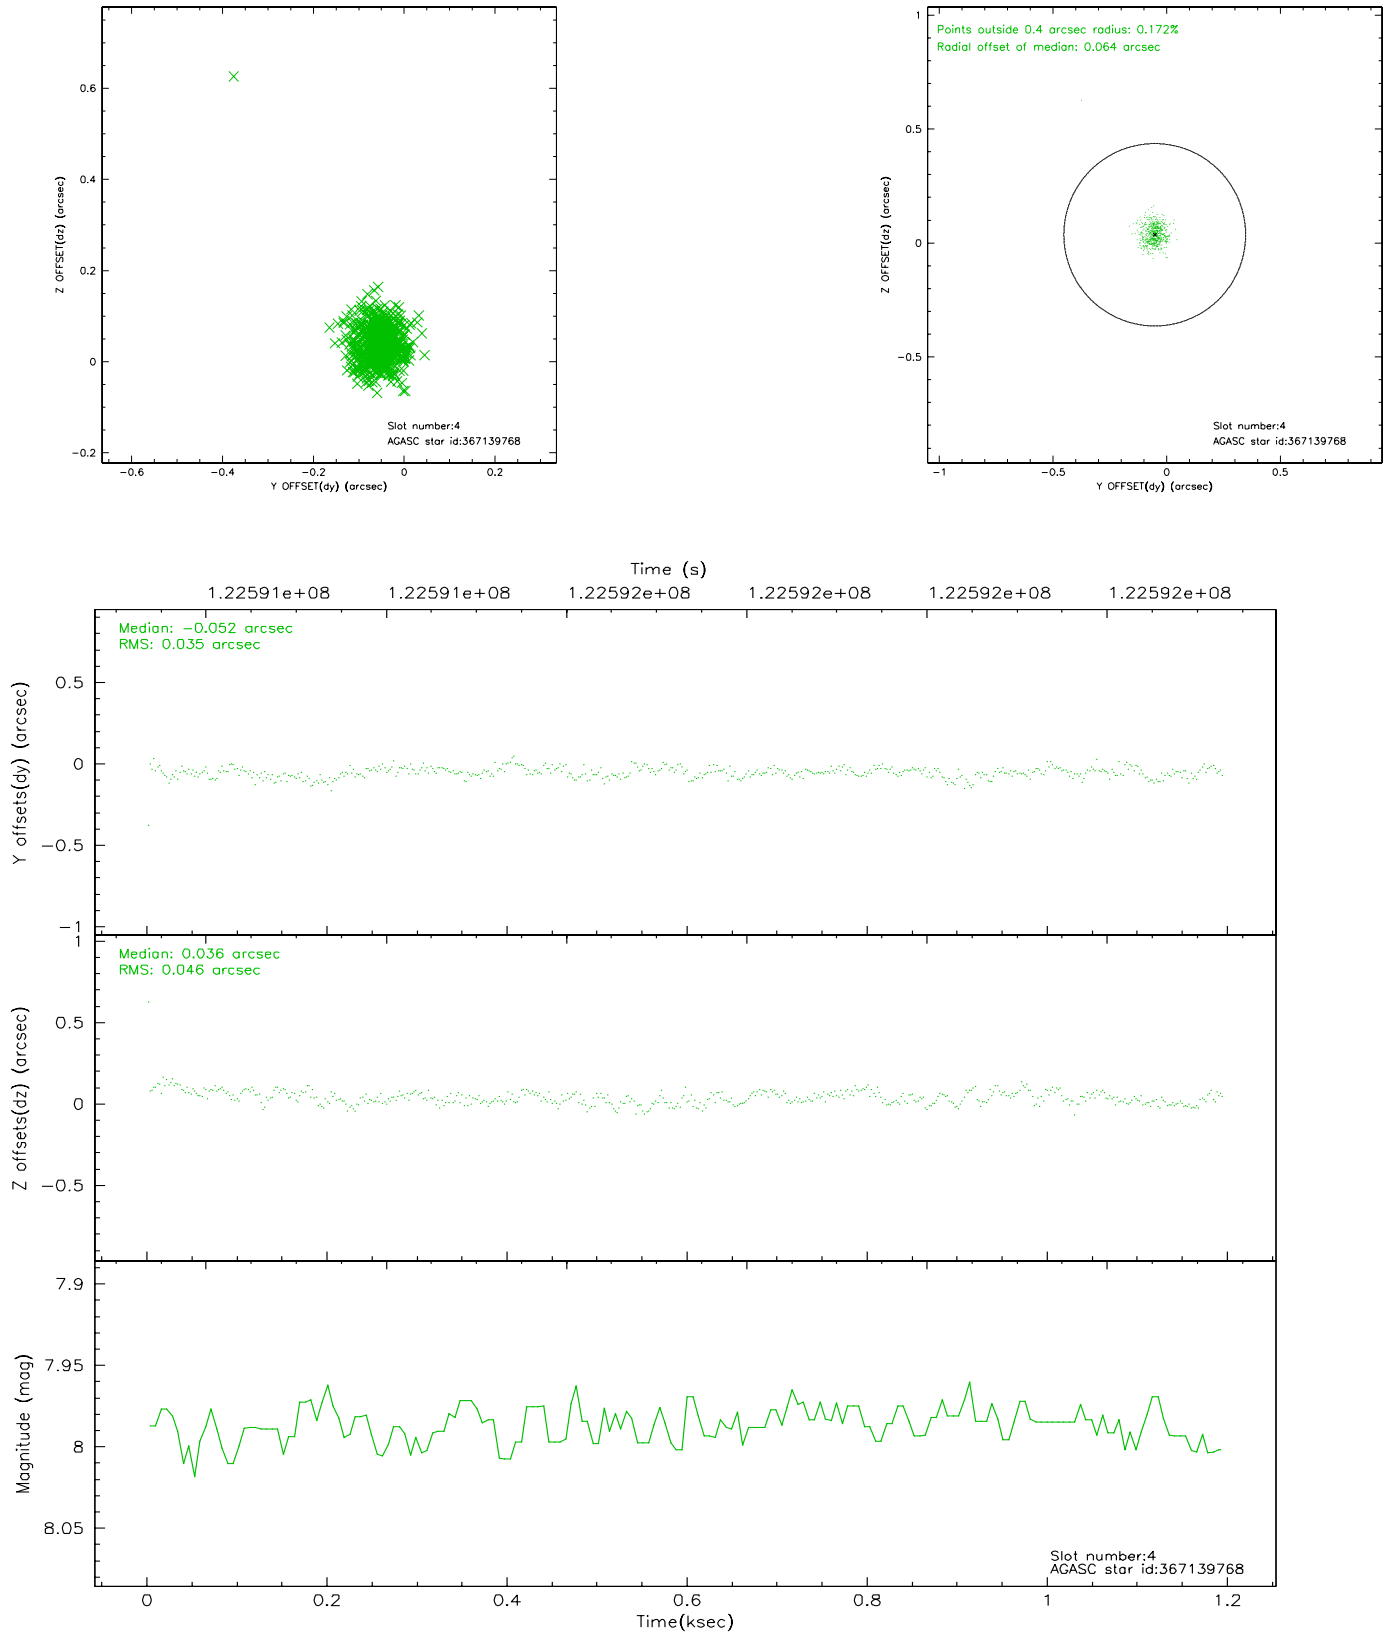 0.6
0.4
0.2
0
−0.2
−0.6
−0.4
−0.2
0
0.2
Z OFFSET(dz) (arcsec)
Y OFFSET(dy) (arcsec)
Slot number:4
AGASC star id:367139768
Points outside 0.4 arcsec radius: 0.172%
Radial offset of median: 0.064 arcsec
1
0.5
0
−0.5
−1
−0.5
0
0.5
Z OFFSET(dz) (arcsec)
Y OFFSET(dy) (arcsec)
Slot number:4
AGASC star id:367139768
Time (s)
1.22591e+08
1.22591e+08
1.22592e+08
1.22592e+08
1.22592e+08
1.22592e+08
Median: −0.052 arcsec
RMS: 0.035 arcsec
0.5
0
−0.5
−1
Y offsets(dy) (arcsec)
Median: 0.036 arcsec
RMS: 0.046 arcsec
1
0.5
0
−0.5
Z offsets(dz) (arcsec)
7.9
7.95
8
8.05
Magnitude (mag)
Slot number:4
AGASC star id:367139768
0
0.2
0.4
0.6
0.8
1
1.2
Time(ksec)